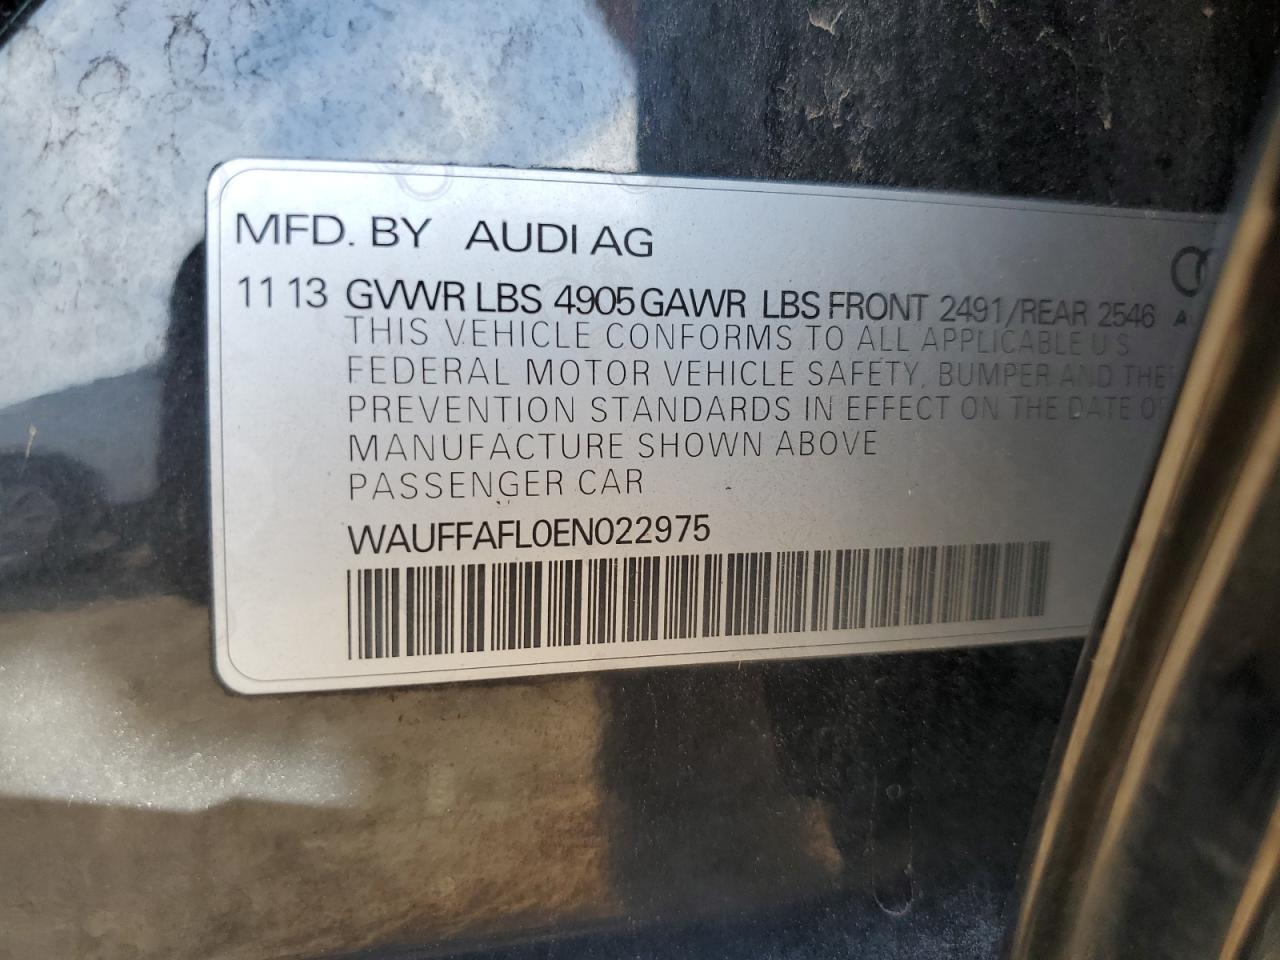 MFD. BY AUDI AG
11 13 GVWR LBS 4905 GAWR LBS FRONT 2491/REAR 2546
THIS VEHICLE CONFORMS TO ALL APPLICABLE U S
FEDERAL MOTOR VEHICLE SAFETY, BUMPER AND
PREVENTION STANDARDS IN EFFECT ON THE DATE
MANUFACTURE SHOWN ABOVE
PASSENGER CAR
WAUFFAFL0EN022975